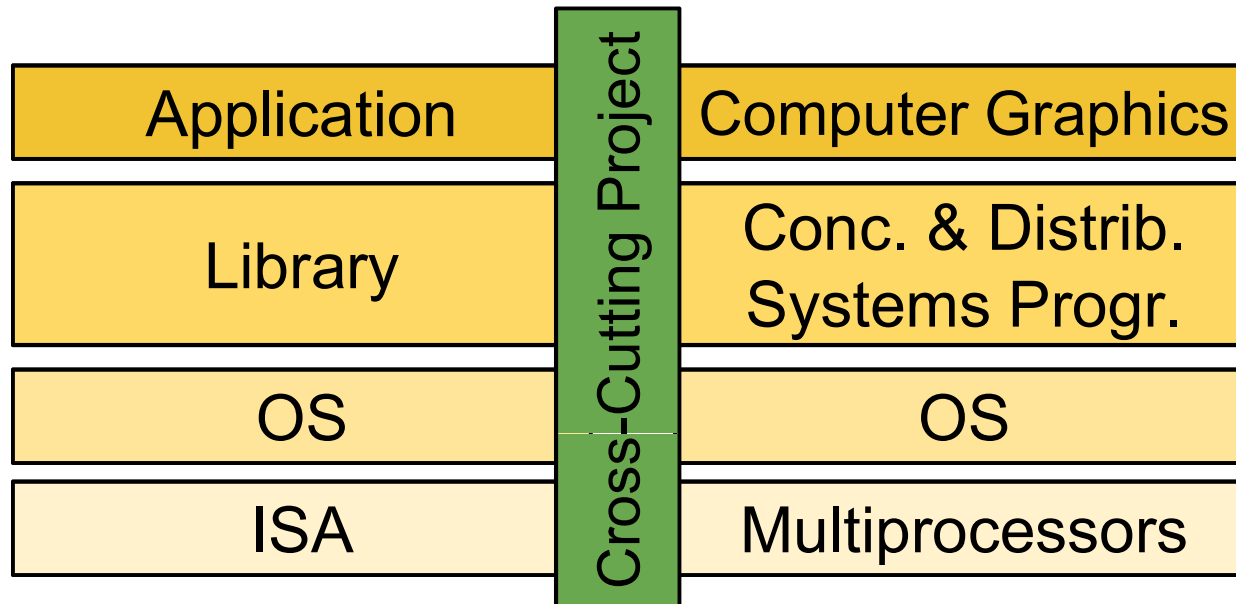 Application
Cross-Cutting Project
Computer Graphics
Library
Conc. & Distrib.
Systems Progr.
OS
OS
ISA
Multiprocessors